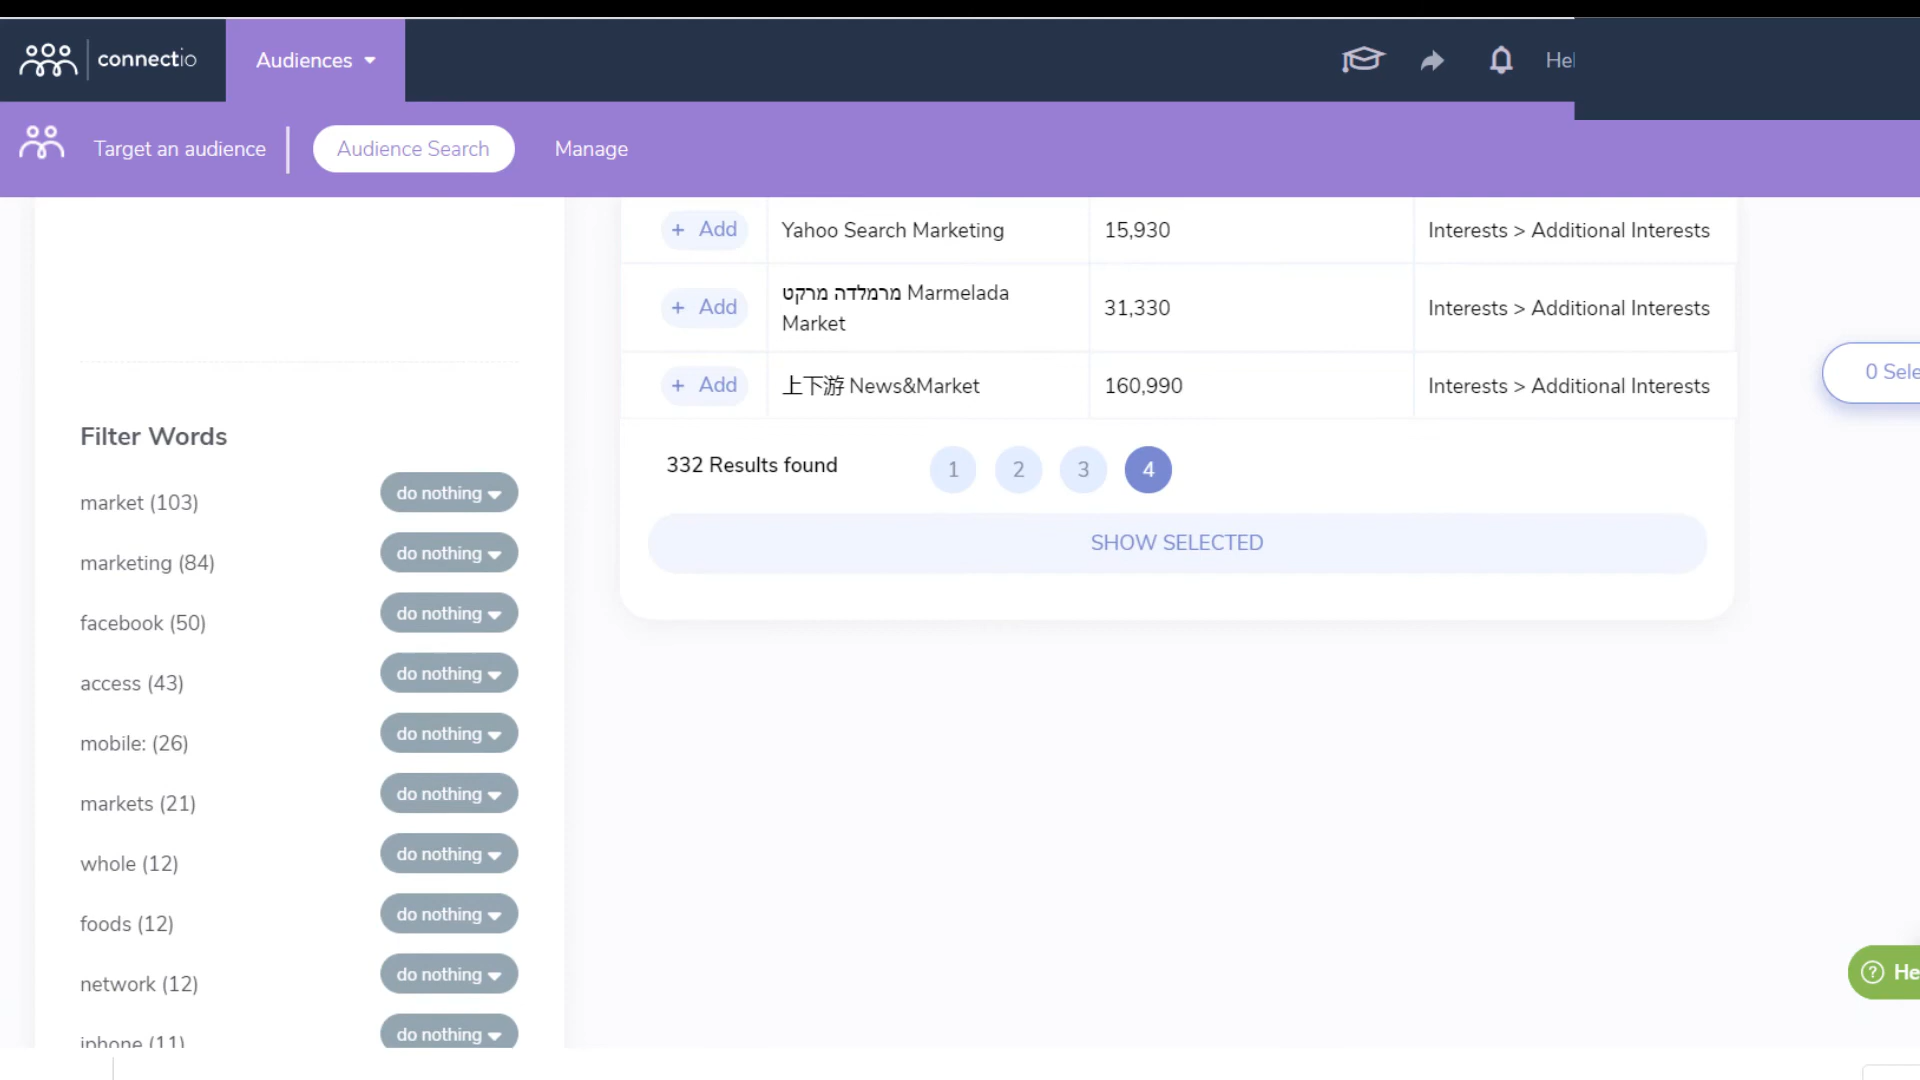 connectio
Audiences
Hel
Target an audience
Audience Search
Manage
+ Add Yahoo Search Marketing 15,930 Interests > Additional Interests
+ Add מרמלדה מרקט Marmelada Market 31,330 Interests > Additional Interests
+ Add 上下游 News&Market 160,990 Interests > Additional Interests
332 Results found 1 2 3 4
SHOW SELECTED
0 Sele
Filter Words
market (103) do nothing
marketing (84) do nothing
facebook (50) do nothing
access (43) do nothing
mobile: (26) do nothing
markets (21) do nothing
whole (12) do nothing
foods (12) do nothing
network (12) do nothing
iphone (11) do nothing
? He